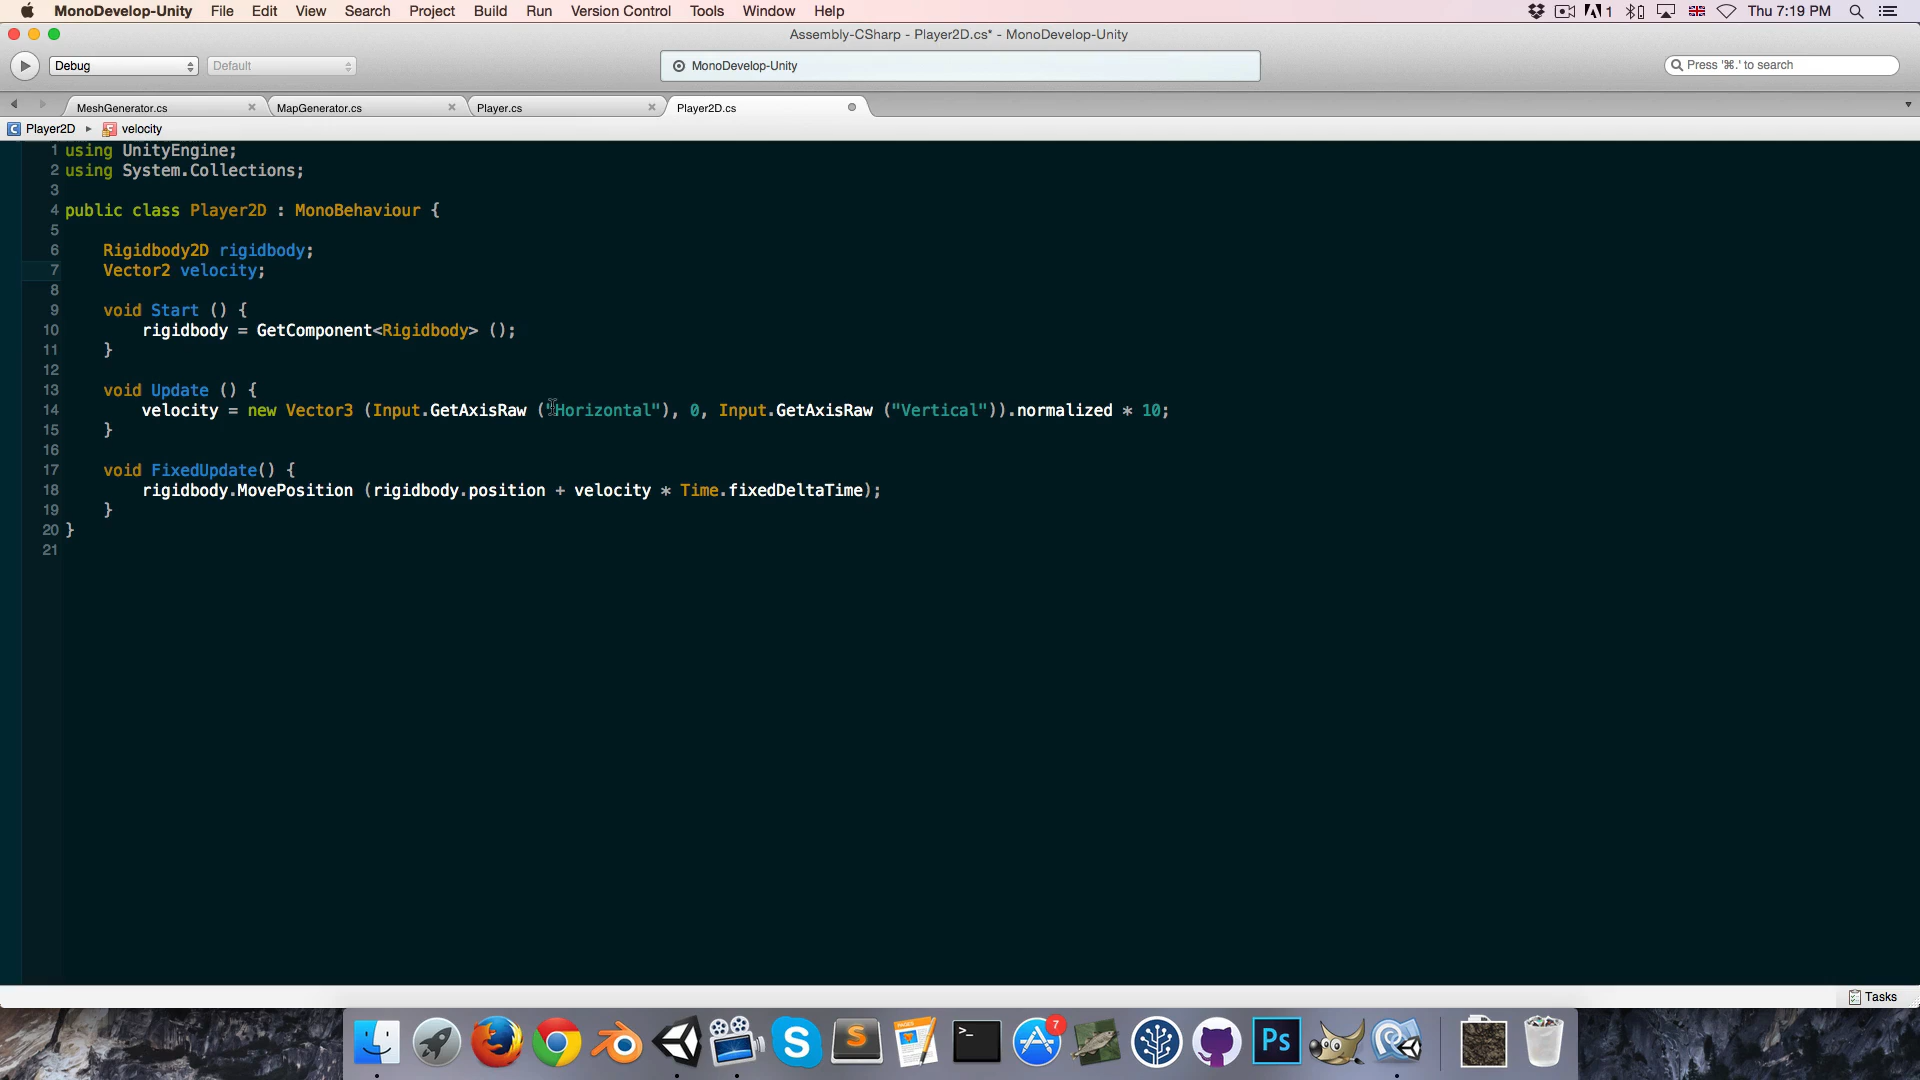 MonoDevelop-Unity File Edit View Search Project Build Run Version Control Tools Window Help 1 Thu 7:19 PM
Assembly-CSharp - Player2D.cs* - MonoDevelop-Unity
Debug Default MonoDevelop-Unity Press '⌘.' to search
MeshGenerator.cs MapGenerator.cs Player.cs Player2D.cs
C Player2D velocity
1 using UnityEngine;
2 using System.Collections;
3
4 public class Player2D : MonoBehaviour {
5
6 Rigidbody2D rigidbody;
7 Vector2 velocity;
8
9 void Start () {
10 rigidbody = GetComponent<Rigidbody> ();
11 }
12
13 void Update () {
14 velocity = new Vector3 (Input.GetAxisRaw ("Horizontal"), 0, Input.GetAxisRaw ("Vertical")).normalized * 10;
15 }
16
17 void FixedUpdate() {
18 rigidbody.MovePosition (rigidbody.position + velocity * Time.fixedDeltaTime);
19 }
20 }
21
Tasks
>_ 7 Ps